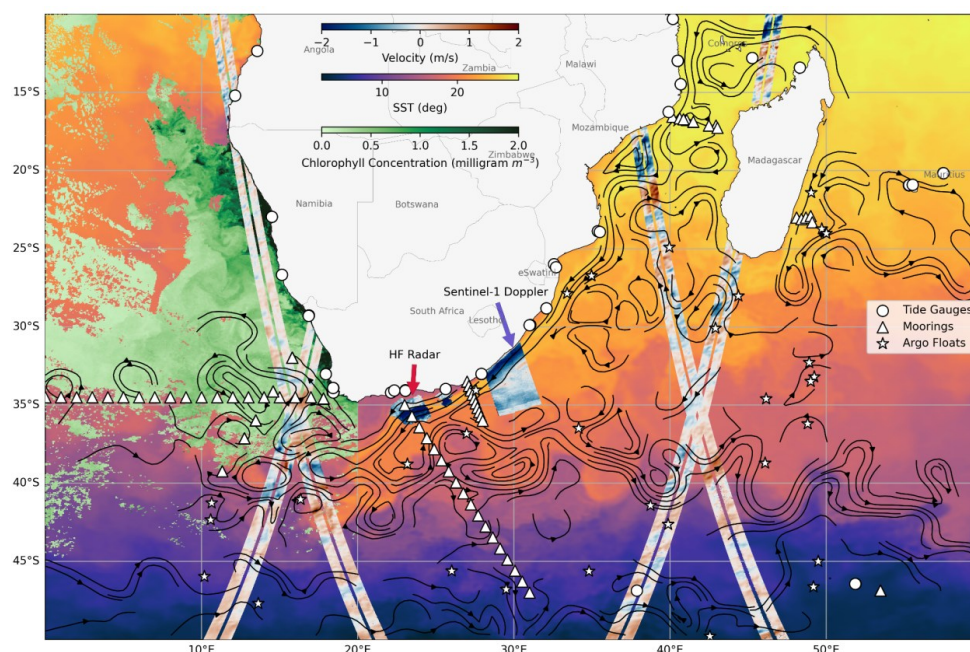 −2 −1 0 1 2
Velocity (m/s)
10 20
SST (deg)
0.0 0.5 1.0 1.5 2.0
Chlorophyll Concentration (milligram m⁻³)
Angola
Zambia
Malawi
Comoros
Mozambique
Zimbabwe
Madagascar
Mauritius
Namibia
Botswana
eSwatini
South Africa
Lesotho
Sentinel-1 Doppler
HF Radar
Tide Gauges
Moorings
Argo Floats
15°S
20°S
25°S
30°S
35°S
40°S
45°S
10°E 20°E 30°E 40°E 50°E